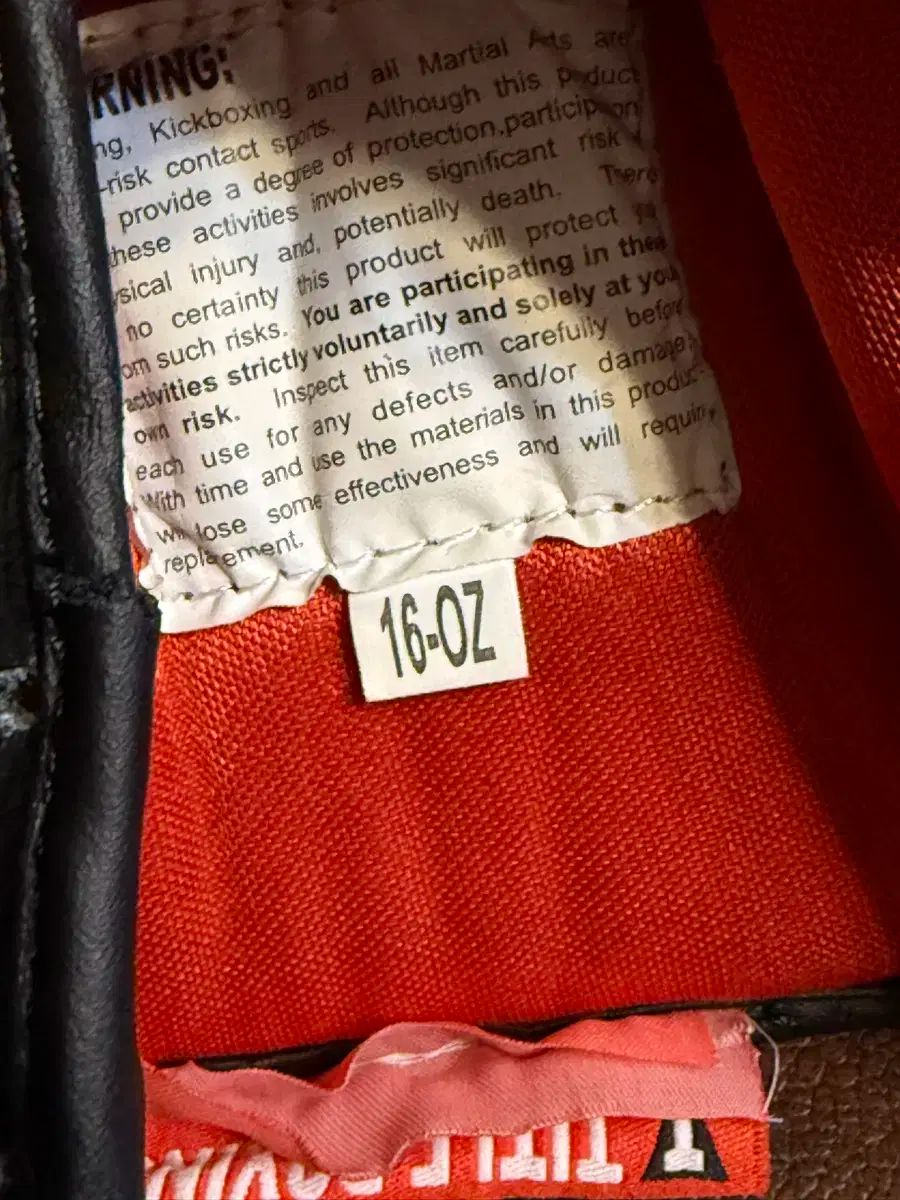 RNING:
ng, Kickboxing and all Martial Arts are
-risk contact sports. Although this product
provide a degree of protection, participation
hese activities involves significant risk
sical injury and, potentially death. There
no certainty this product will protect
om such risks. You are participating in these
activities strictly voluntarily and solely at your
own risk. Inspect this item carefully before
each use for any defects and/or damage.
With time and use the materials in this product
will lose some effectiveness and will require
replacement.
16-OZ
TITLE